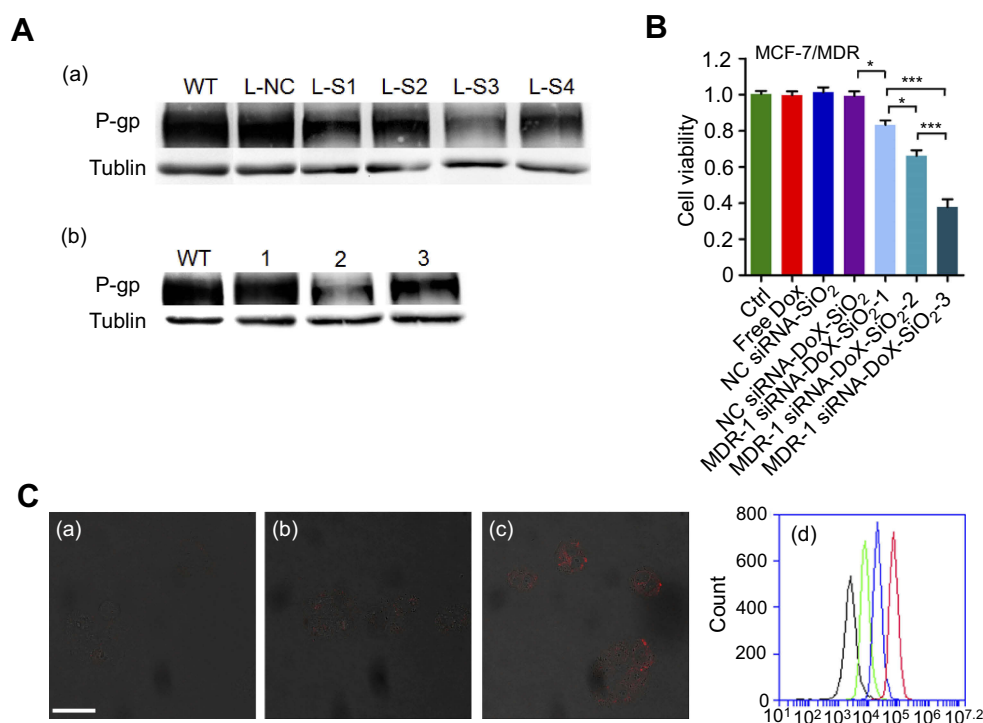 A
(a)
WT L-NC L-S1 L-S2 L-S3 L-S4
P-gp
Tublin
(b)
WT 1 2 3
P-gp
Tublin
B
MCF-7/MDR
* *** * ***
Cell viability
1.2
1.0
0.8
0.6
0.4
0.2
0
Ctrl
Free Dox
NC siRNA-SiO₂
NC siRNA-DoX-SiO₂
MDR-1 siRNA-DoX-SiO₂-1
MDR-1 siRNA-DoX-SiO₂-2
MDR-1 siRNA-DoX-SiO₂-3
C
(a)
(b)
(c)
(d)
Count
800
600
400
200
0
10¹ 10² 10³ 10⁴ 10⁵ 10⁶ 10⁷·²